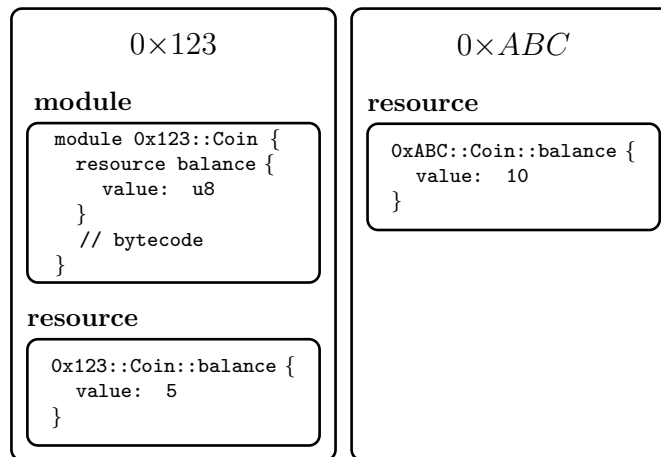 0×123
module
module 0x123::Coin {
resource balance {
value: u8
}
// bytecode
}
resource
0x123::Coin::balance {
value: 5
}
0×ABC
resource
0xABC::Coin::balance {
value: 10
}